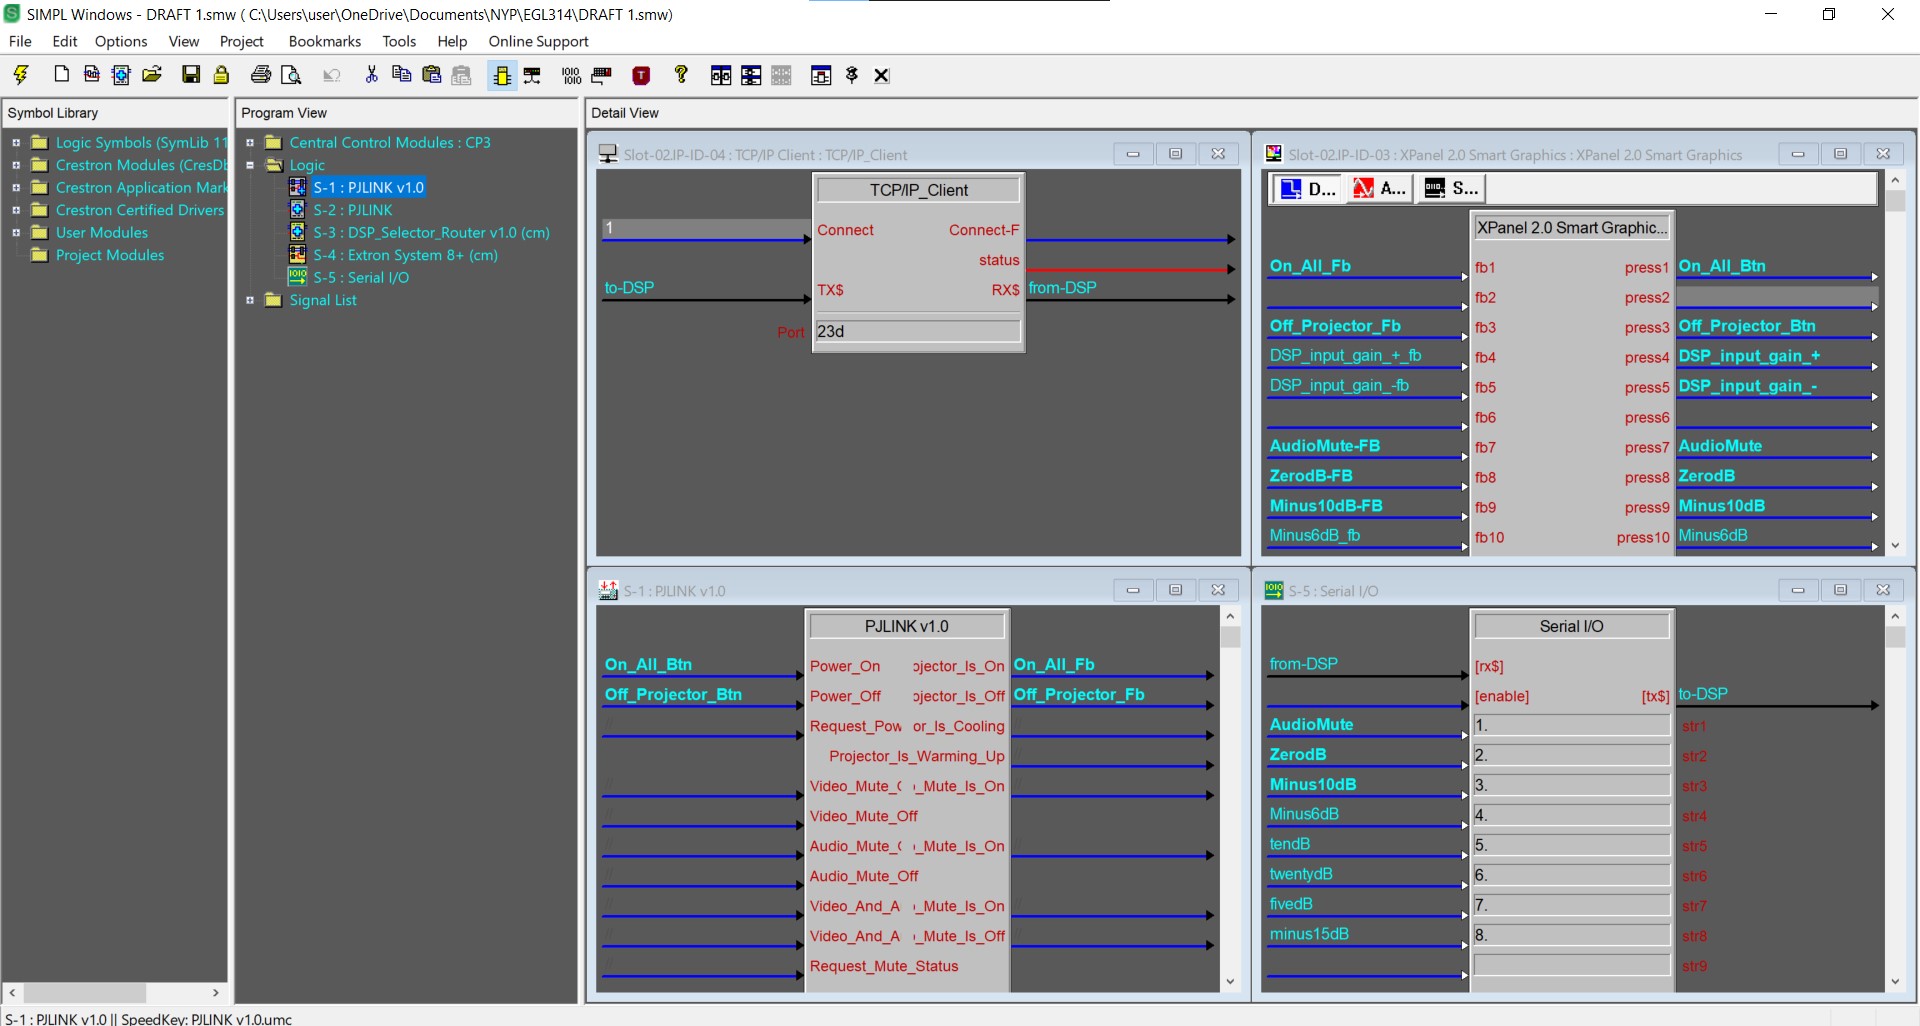 SIMPL Windows - DRAFT 1.smw ( C:\Users\user\OneDrive\Documents\NYP\EGL314\DRAFT 1.smw)
File Edit Options View Project Bookmarks Tools Help Online Support
Symbol Library
Logic Symbols (SymLib 11
Crestron Modules (CresDb
Crestron Application Mark
Crestron Certified Drivers
User Modules
Project Modules
Program View
Central Control Modules : CP3
Logic
S-1 : PJLINK v1.0
S-2 : PJLINK
S-3 : DSP_Selector_Router v1.0 (cm)
S-4 : Extron System 8+ (cm)
S-5 : Serial I/O
Signal List
Detail View
Slot-02.IP-ID-04 : TCP/IP Client : TCP/IP_Client
TCP/IP_Client
1 Connect Connect-F
status
to-DSP TX$ RX$ from-DSP
Port 23d
Slot-02.IP-ID-03 : XPanel 2.0 Smart Graphics : XPanel 2.0 Smart Graphics
D... A... S...
XPanel 2.0 Smart Graphic...
On_All_Fb fb1 press1 On_All_Btn
fb2 press2
Off_Projector_Fb fb3 press3 Off_Projector_Btn
DSP_input_gain_+_fb fb4 press4 DSP_input_gain_+
DSP_input_gain_-fb fb5 press5 DSP_input_gain_-
fb6 press6
AudioMute-FB fb7 press7 AudioMute
ZerodB-FB fb8 press8 ZerodB
Minus10dB-FB fb9 press9 Minus10dB
Minus6dB_fb fb10 press10 Minus6dB
S-1 : PJLINK v1.0
PJLINK v1.0
On_All_Btn Power_On ojector_Is_On On_All_Fb
Off_Projector_Btn Power_Off ojector_Is_Off Off_Projector_Fb
// Request_Pow or_Is_Cooling //
Projector_Is_Warming_Up //
// Video_Mute_ _Mute_Is_On //
// Video_Mute_Off
// Audio_Mute_ _Mute_Is_On //
// Audio_Mute_Off
// Video_And_A _Mute_Is_On //
// Video_And_A _Mute_Is_Off //
// Request_Mute_Status
S-5 : Serial I/O
Serial I/O
from-DSP [rx$]
[enable] [tx$] to-DSP
AudioMute 1. str1
ZerodB 2. str2
Minus10dB 3. str3
Minus6dB 4. str4
tendB 5. str5
twentydB 6. str6
fivedB 7. str7
minus15dB 8. str8
str9
S-1 : PJLINK v1.0 || SpeedKey: PJLINK v1.0.umc